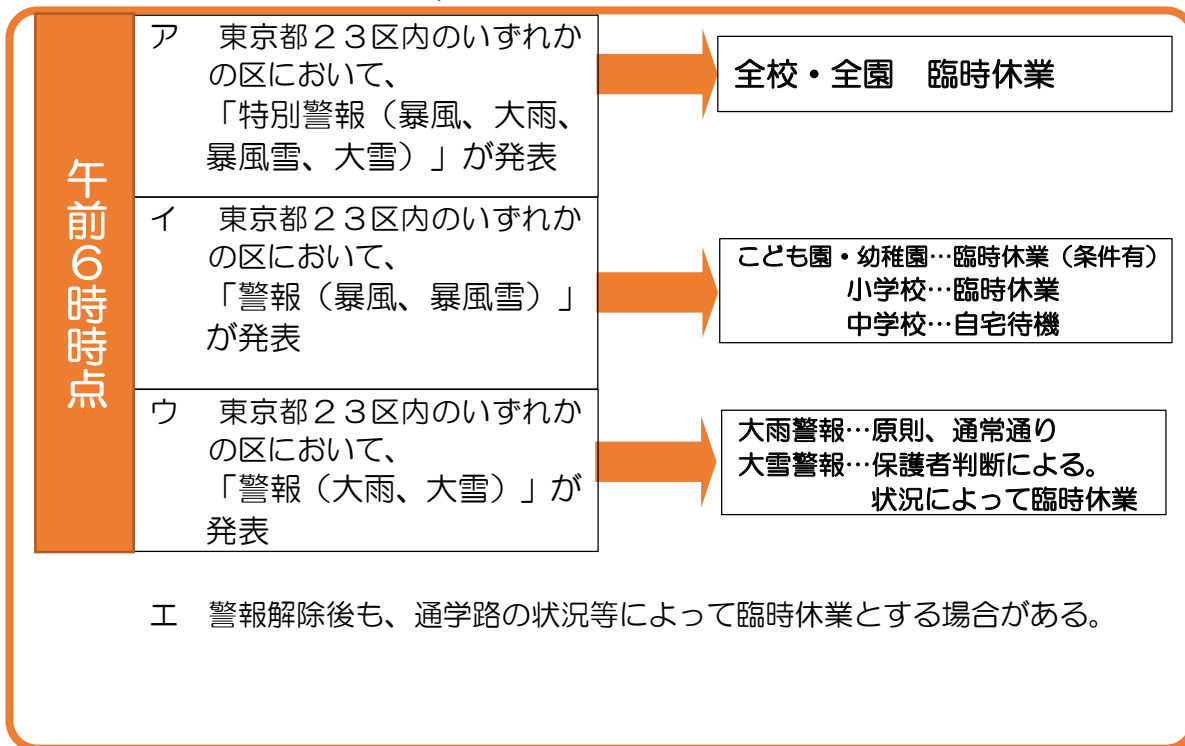 午前６時時点
ア　東京都２３区内のいずれか
の区において、
「特別警報（暴風、大雨、
暴風雪、大雪）」が発表
全校・全園　臨時休業
イ　東京都２３区内のいずれか
の区において、
「警報（暴風、暴風雪）」
が発表
こども園・幼稚園…臨時休業（条件有）
小学校…臨時休業
中学校…自宅待機
ウ　東京都２３区内のいずれか
の区において、
「警報（大雨、大雪）」が
発表
大雨警報…原則、通常通り
大雪警報…保護者判断による。
状況によって臨時休業
エ　警報解除後も、通学路の状況等によって臨時休業とする場合がある。